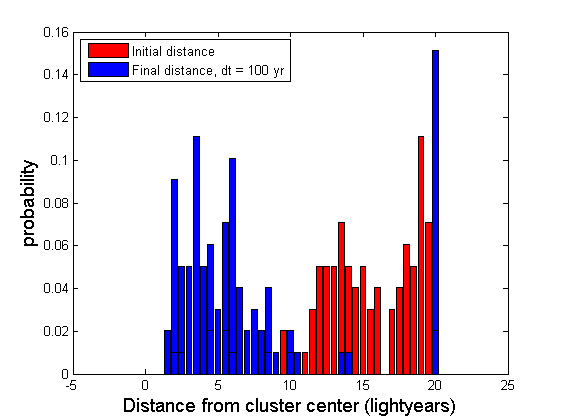 0.16
0.14
0.12
0.1
0.08
0.06
0.04
0.02
0
probability
Initial distance
Final distance, dt = 100 yr
-5 0 5 10 15 20 25
Distance from cluster center (lightyears)